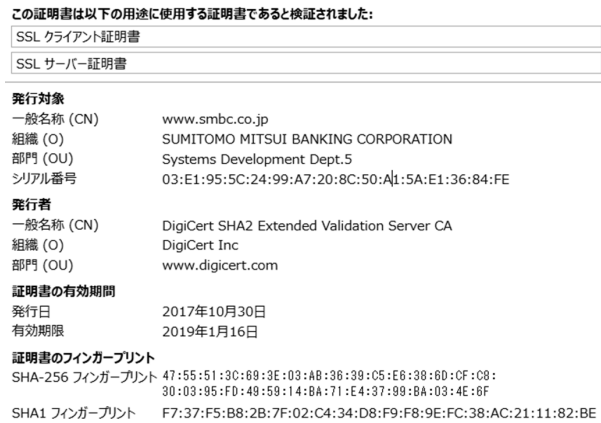 この証明書は以下の用途に使用する証明書であると検証されました:
SSL クライアント証明書
SSL サーバー証明書
発行対象
一般名称 (CN) www.smbc.co.jp
組織 (O) SUMITOMO MITSUI BANKING CORPORATION
部門 (OU) Systems Development Dept.5
シリアル番号 03:E1:95:5C:24:99:A7:20:8C:50:A1:5A:E1:36:84:FE
発行者
一般名称 (CN) DigiCert SHA2 Extended Validation Server CA
組織 (O) DigiCert Inc
部門 (OU) www.digicert.com
証明書の有効期間
発行日 2017年10月30日
有効期限 2019年1月16日
証明書のフィンガープリント
SHA-256 フィンガープリント 47:55:51:3C:69:3E:03:AB:36:39:C5:E6:38:6D:CF:C8:
30:03:95:FD:49:59:14:BA:71:E4:37:99:BA:03:4E:6F
SHA1 フィンガープリント F7:37:F5:B8:2B:7F:02:C4:34:D8:F9:F8:9E:FC:38:AC:21:11:82:BE